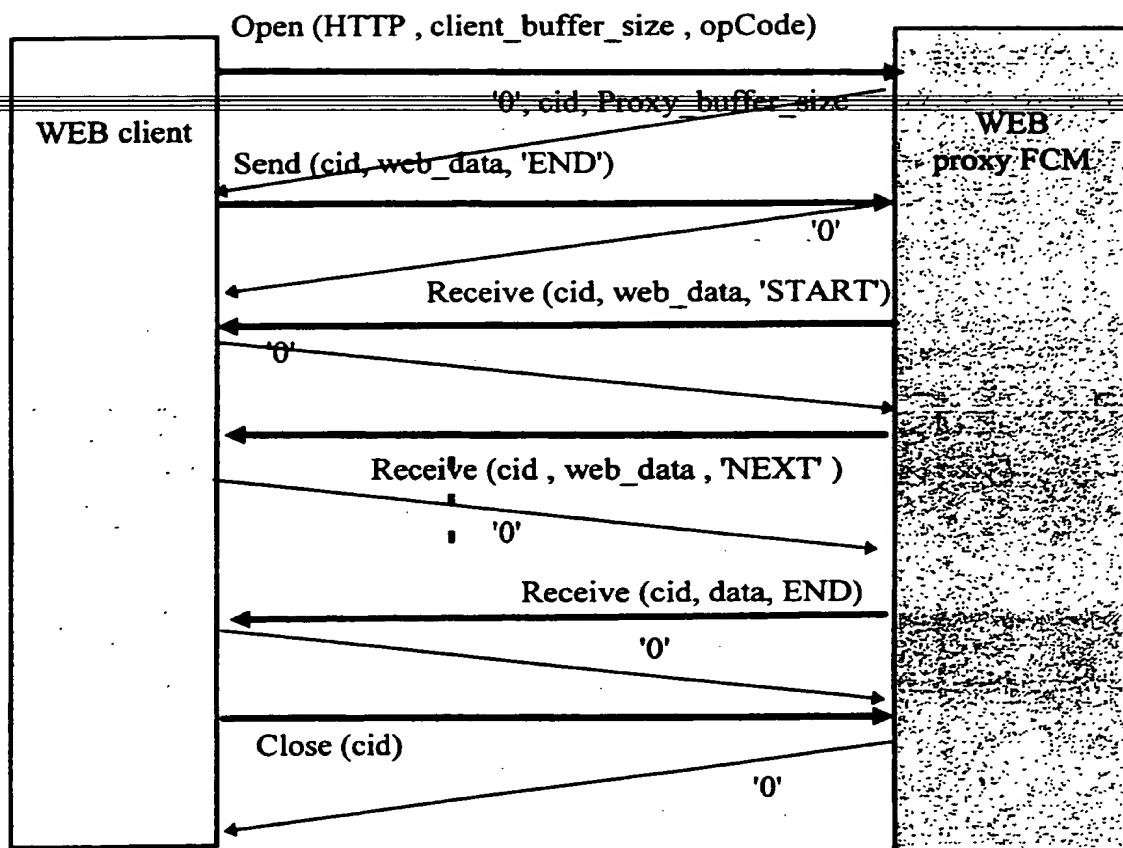 Open (HTTP , client_buffer_size , opCode)
'0', cid, Proxy_buffer_size
WEB client
WEB
proxy FCM
Send (cid, web_data, 'END')
'0'
Receive (cid, web_data, 'START')
'0'
Receive (cid , web_data , 'NEXT' )
'0'
Receive (cid, data, END)
'0'
Close (cid)
'0'